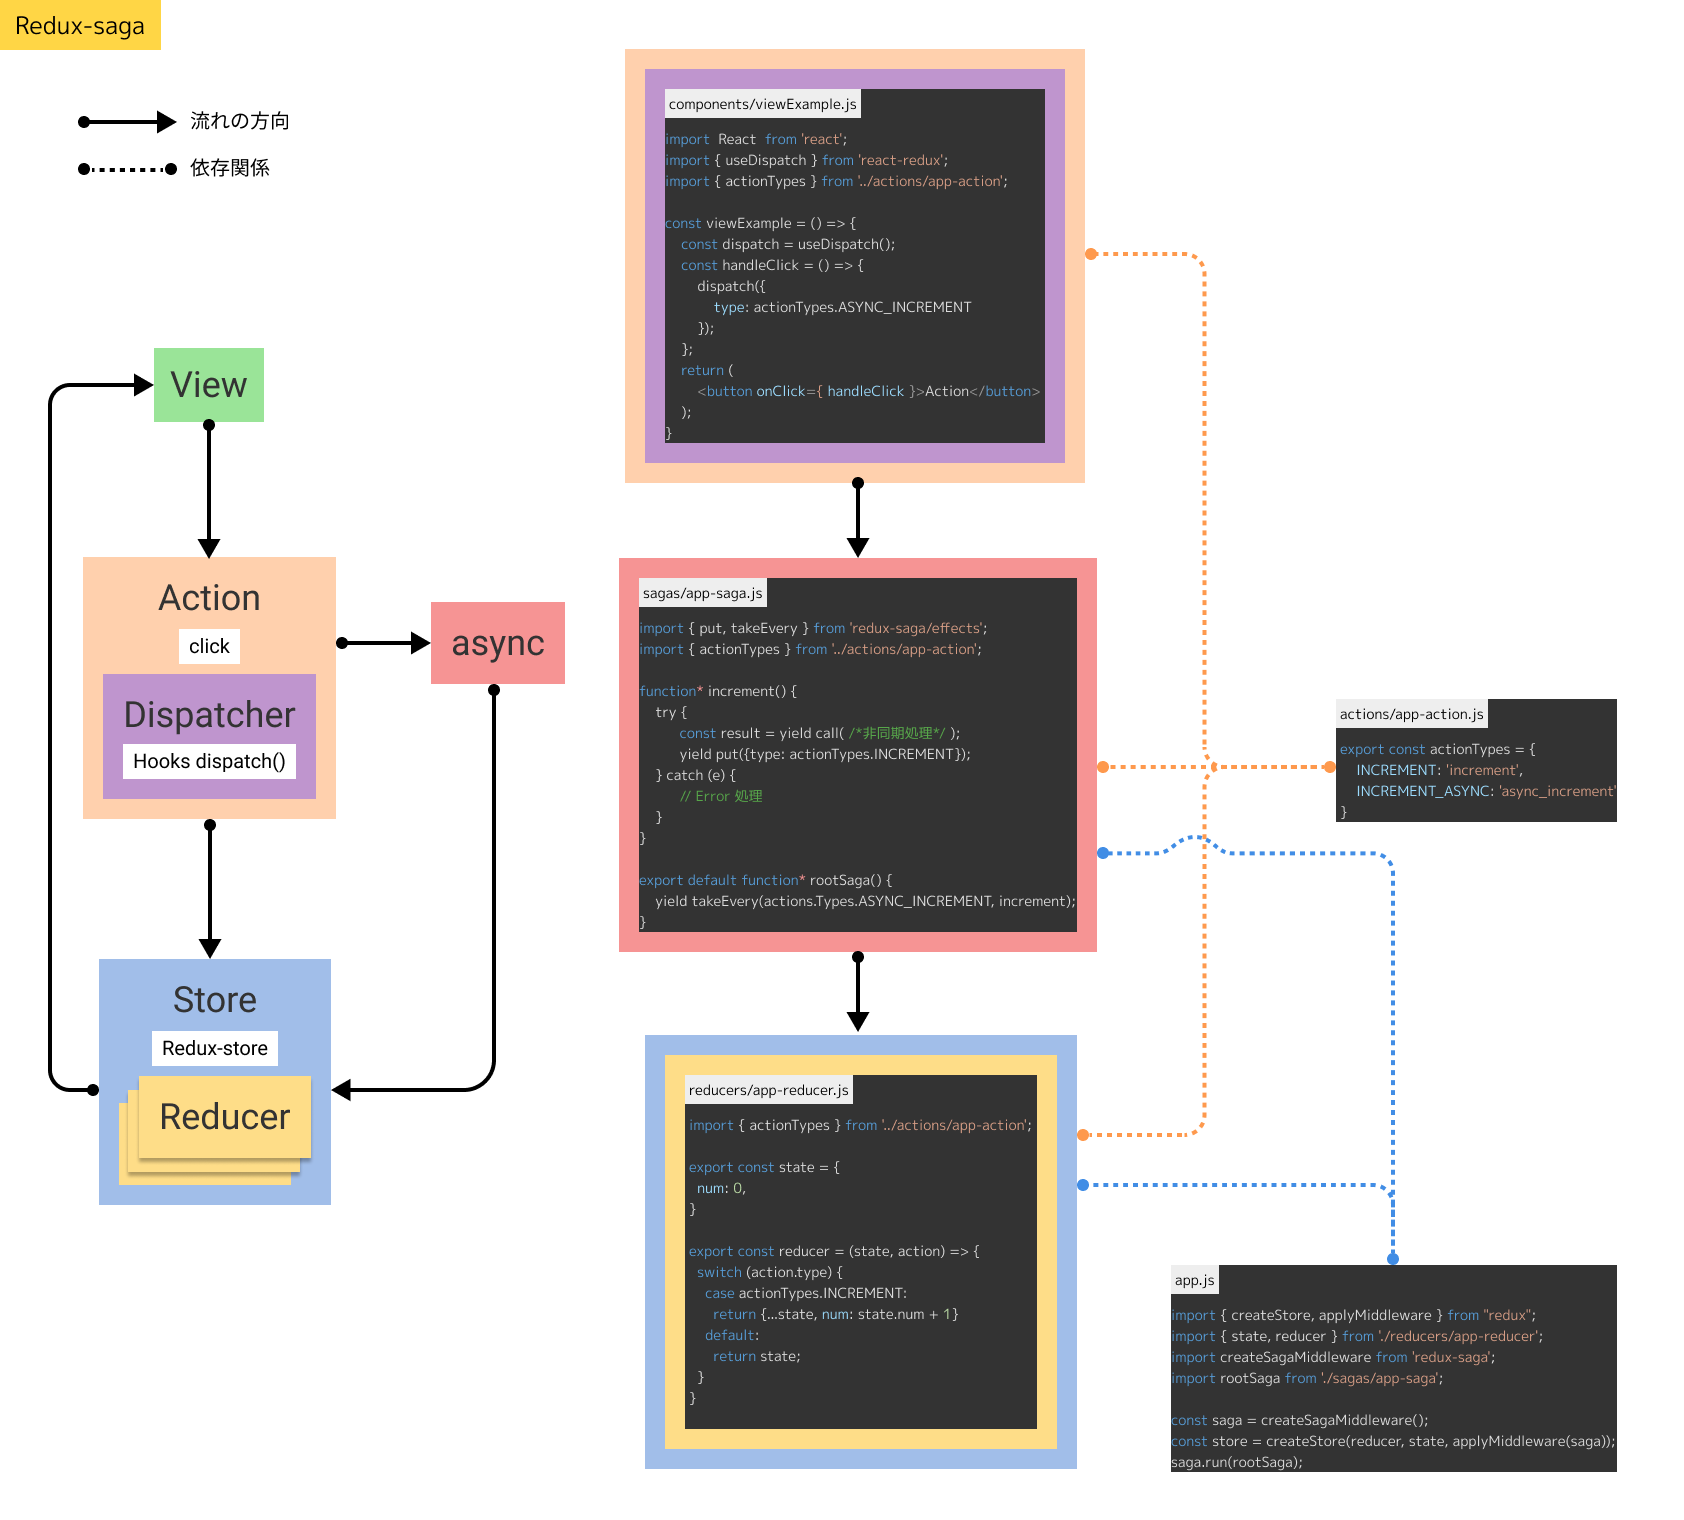 Redux-saga
流れの方向
依存関係
View
Action
click
Dispatcher
Hooks dispatch()
async
Store
Redux-store
Reducer
components/viewExample.js
import React from 'react';
import { useDispatch } from 'react-redux';
import { actionTypes } from '../actions/app-action';
const viewExample = () => {
const dispatch = useDispatch();
const handleClick = () => {
dispatch({
type: actionTypes.ASYNC_INCREMENT
});
};
return (
<button onClick={ handleClick }>Action</button>
);
}
sagas/app-saga.js
import { put, takeEvery } from 'redux-saga/effects';
import { actionTypes } from '../actions/app-action';
function* increment() {
try {
const result = yield call( /*非同期処理*/ );
yield put({type: actionTypes.INCREMENT});
} catch (e) {
// Error 処理
}
}
export default function* rootSaga() {
yield takeEvery(actions.Types.ASYNC_INCREMENT, increment);
}
actions/app-action.js
export const actionTypes = {
INCREMENT: 'increment',
INCREMENT_ASYNC: 'async_increment'
}
reducers/app-reducer.js
import { actionTypes } from '../actions/app-action';
export const state = {
num: 0,
}
export const reducer = (state, action) => {
switch (action.type) {
case actionTypes.INCREMENT:
return {...state, num: state.num + 1}
default:
return state;
}
}
app.js
import { createStore, applyMiddleware } from "redux";
import { state, reducer } from './reducers/app-reducer';
import createSagaMiddleware from 'redux-saga';
import rootSaga from './sagas/app-saga';
const saga = createSagaMiddleware();
const store = createStore(reducer, state, applyMiddleware(saga));
saga.run(rootSaga);